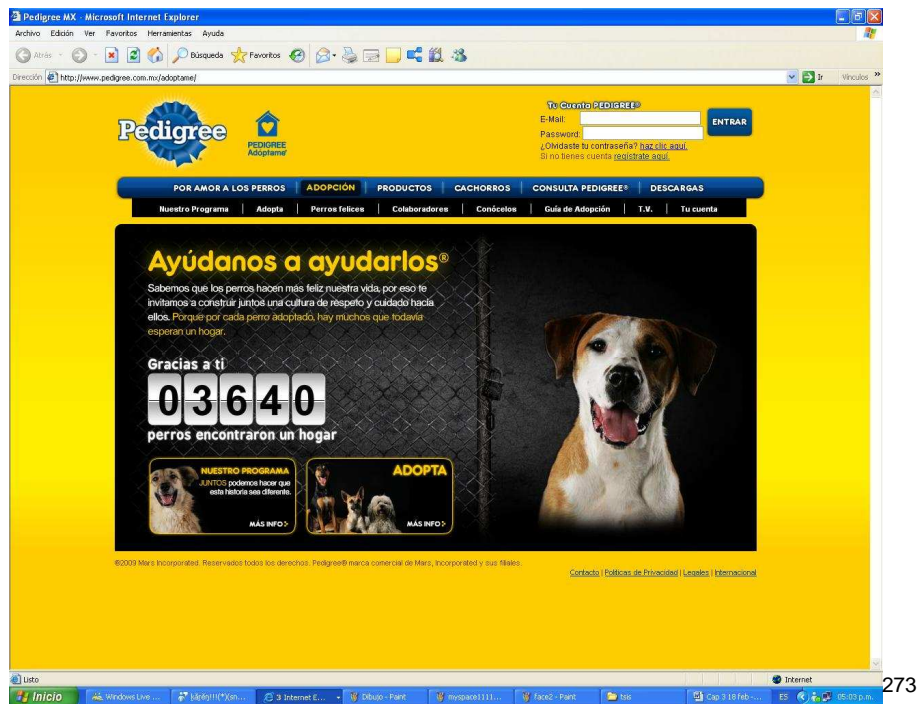 Pedigree MX - Microsoft Internet Explorer
Archivo Edición Ver Favoritos Herramientas Ayuda
Atrás Búsqueda Favoritos
Dirección http://www.pedigree.com.mx/adoptame/ Ir Vínculos »
Pedigree
PEDIGREE
Adóptame
Tu Cuenta PEDIGREE®
E-Mail:
Password:
ENTRAR
¿Olvidaste tu contraseña? haz clic aquí.
Si no tienes cuenta regístrate aquí.
POR AMOR A LOS PERROS ADOPCIÓN PRODUCTOS CACHORROS CONSULTA PEDIGREE® DESCARGAS
Nuestro Programa Adopta Perros felices Colaboradores Conócelos Guía de Adopción T.V. Tu cuenta
Ayúdanos a ayudarlos®
Sabemos que los perros hacen más feliz nuestra vida, por eso te
invitamos a construir juntos una cultura de respeto y cuidado hacia
ellos. Porque por cada perro adoptado, hay muchos que todavía
esperan un hogar.
Gracias a ti
03640
perros encontraron un hogar
NUESTRO PROGRAMA
JUNTOS podemos hacer que
esta historia sea diferente.
MÁS INFO
ADOPTA
MÁS INFO
©2009 Mars Incorporated. Reservados todos los derechos. Pedigree® marca comercial de Mars, Incorporated y sus filiales.
Contacto | Políticas de Privacidad | Legales | Internacional
Listo Internet
Inicio Windows Live ... 3 Internet E... Dibujo - Paint myspace1111... face2 - Paint tsis Cap 3 18 feb -... ES 05:03 p.m.
273